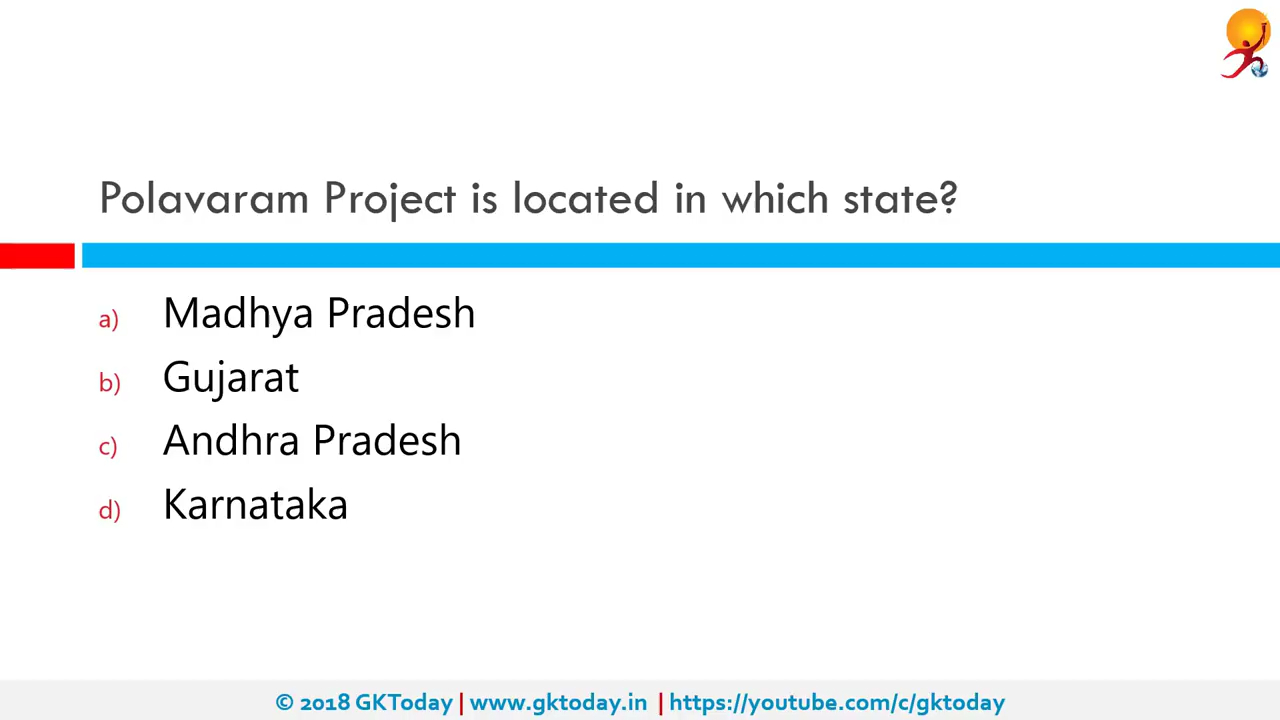 Polavaram Project is located in which state?
a) Madhya Pradesh
b) Gujarat
c) Andhra Pradesh
d) Karnataka
© 2018 GKToday | www.gktoday.in | https://youtube.com/c/gktoday